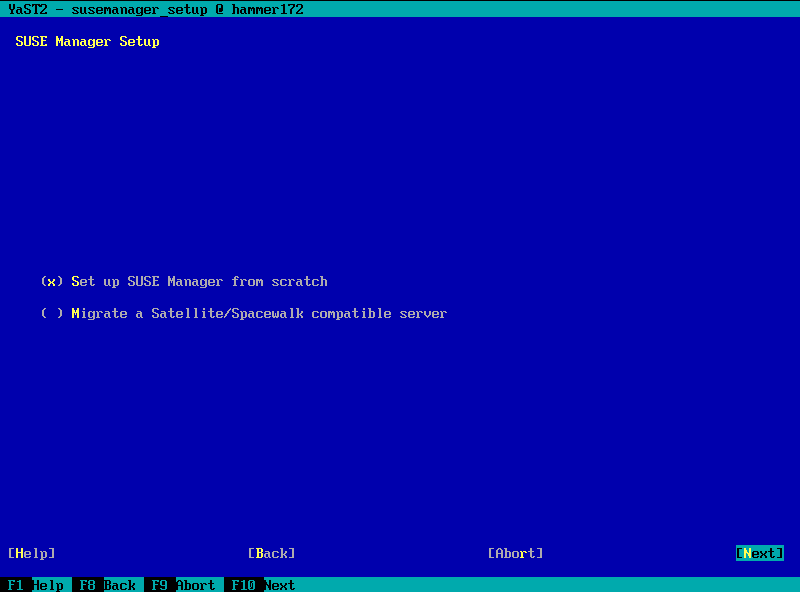 YaST2 - susemanager_setup @ hammer172
SUSE Manager Setup
(x) Set up SUSE Manager from scratch
( ) Migrate a Satellite/Spacewalk compatible server
[Help] [Back] [Abort] [Next]
F1 Help F8 Back F9 Abort F10 Next